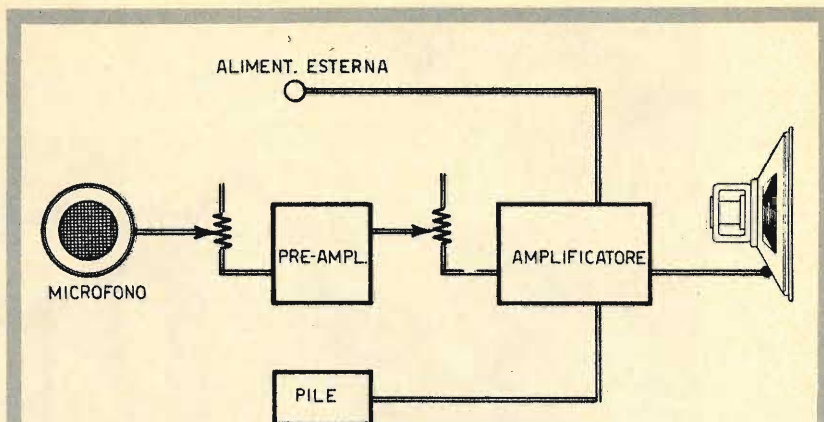 ALIMENT. ESTERNA
MICROFONO
PRE-AMPL.
AMPLIFICATORE
PILE